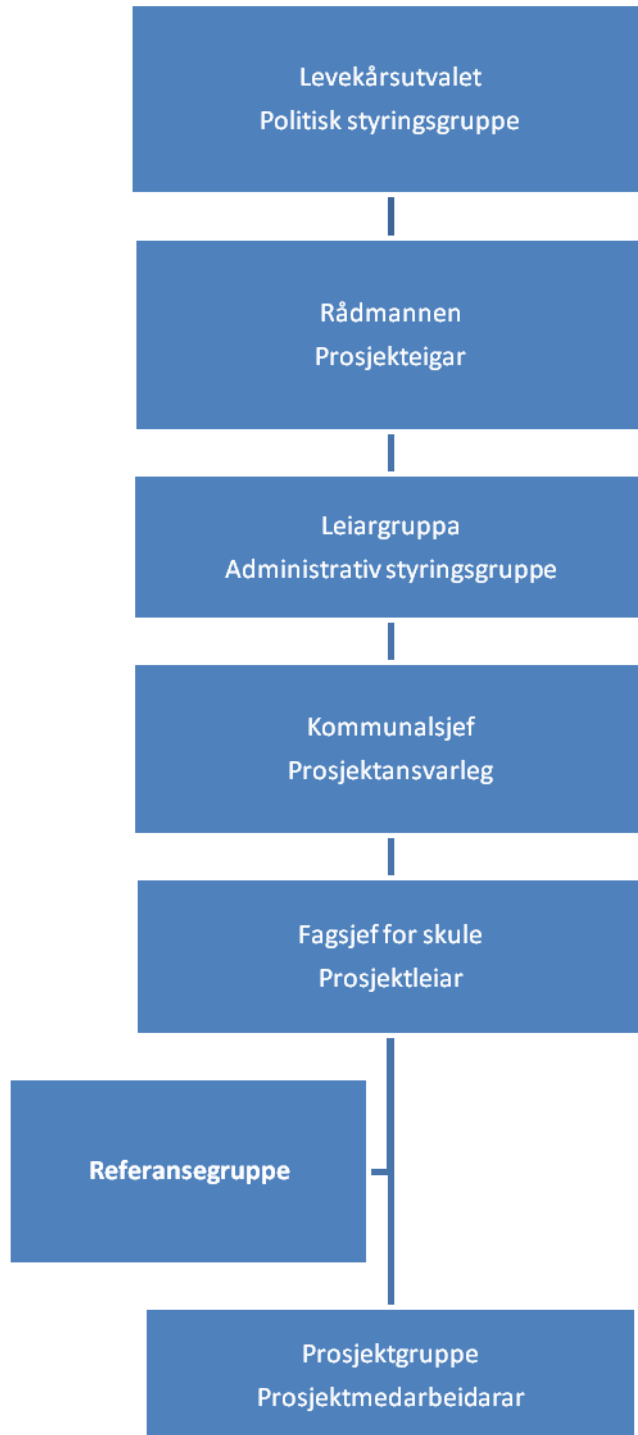 Levekårsutvalet
Politisk styringsgruppe
Rådmannen
Prosjekteigar
Leiargruppa
Administrativ styringsgruppe
Kommunalsjef
Prosjektansvarleg
Fagsjef for skule
Prosjektleiar
Referansegruppe
Prosjektgruppe
Prosjektmedarbeidarar